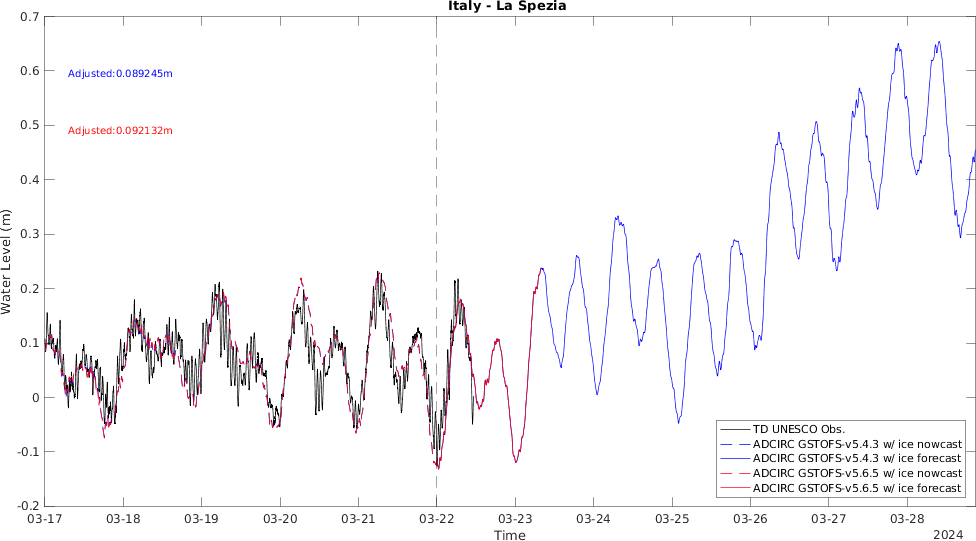 Italy - La Spezia
0.7
0.6
0.5
0.4
0.3
0.2
0.1
0
-0.1
-0.2
Water Level (m)
Adjusted:0.089245m
Adjusted:0.092132m
TD UNESCO Obs.
ADCIRC GSTOFS-v5.4.3 w/ ice nowcast
ADCIRC GSTOFS-v5.4.3 w/ ice forecast
ADCIRC GSTOFS-v5.6.5 w/ ice nowcast
ADCIRC GSTOFS-v5.6.5 w/ ice forecast
03-17 03-18 03-19 03-20 03-21 03-22 03-23 03-24 03-25 03-26 03-27 03-28
Time
2024